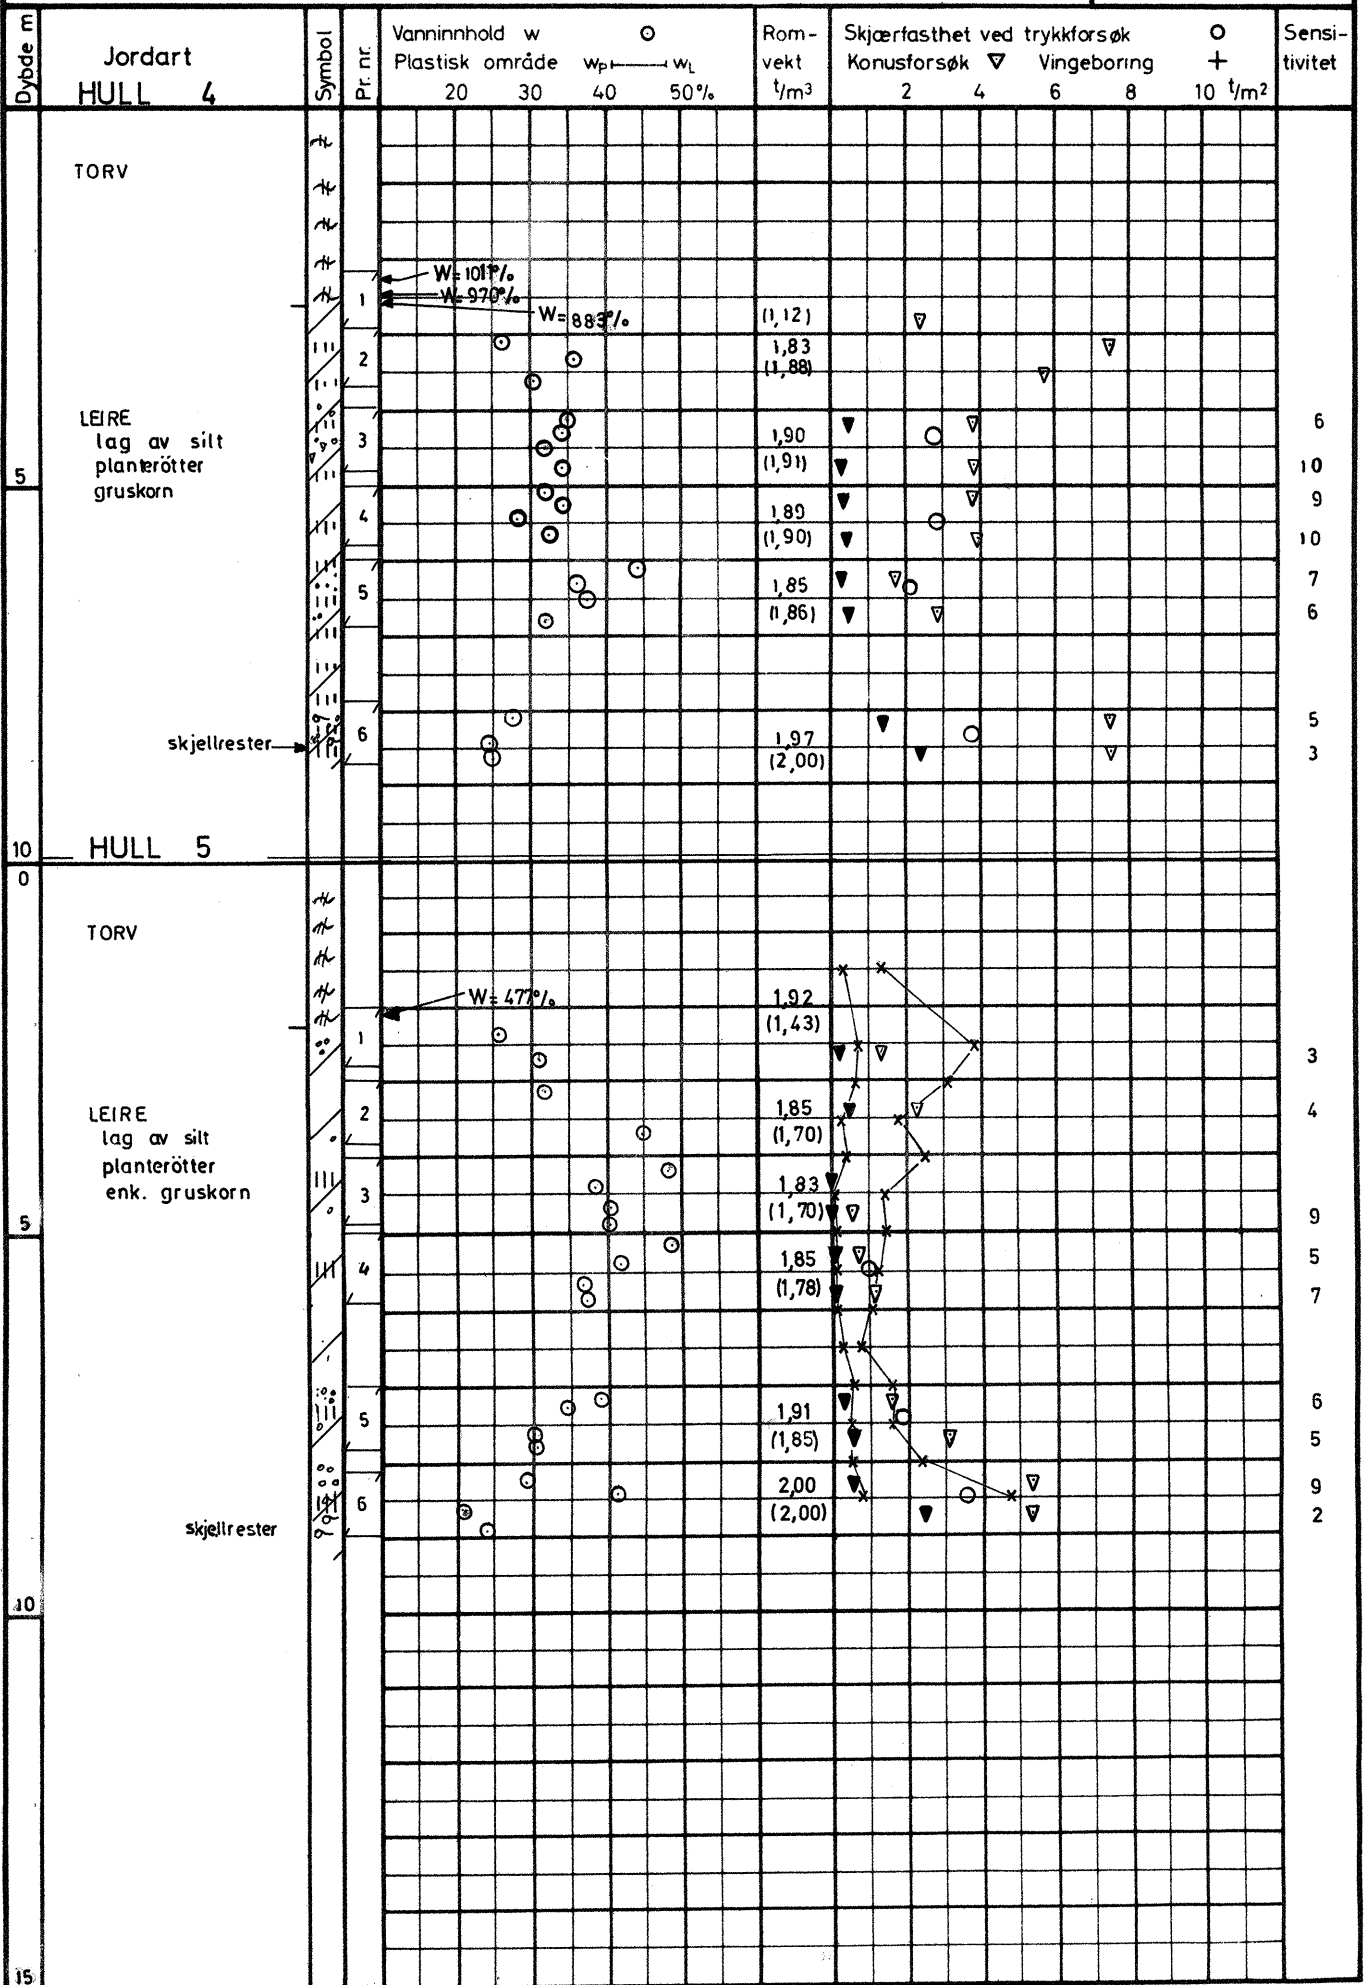 Dybde m
Jordart
HULL 4
Symbol
Pr. nr.
Vanninnhold w
Plastisk område wP wL
20 30 40 50%
Rom-
vekt
t/m³
Skjærfasthet ved trykkforsøk
Konusforsøk Vingeboring
2 4 6 8 10 t/m²
Sensi-
tivitet
TORV
W=1011%
W=970%
1
W=883%
(1,12)
2
1,83
(1,88)
LEIRE
lag av silt
planterötter
gruskorn
3
1,90
(1,91)
6
10
5
4
1,89
(1,90)
9
10
5
1,85
(1,86)
7
6
skjellrester
6
1,97
(2,00)
5
3
10
HULL 5
0
TORV
W=477%
1
1,92
(1,43)
3
LEIRE
lag av silt
planterötter
enk. gruskorn
2
1,85
(1,70)
4
3
1,83
(1,70)
9
5
4
1,85
(1,78)
5
7
5
1,91
(1,85)
6
5
6
2,00
(2,00)
9
2
skjellrester
10
15